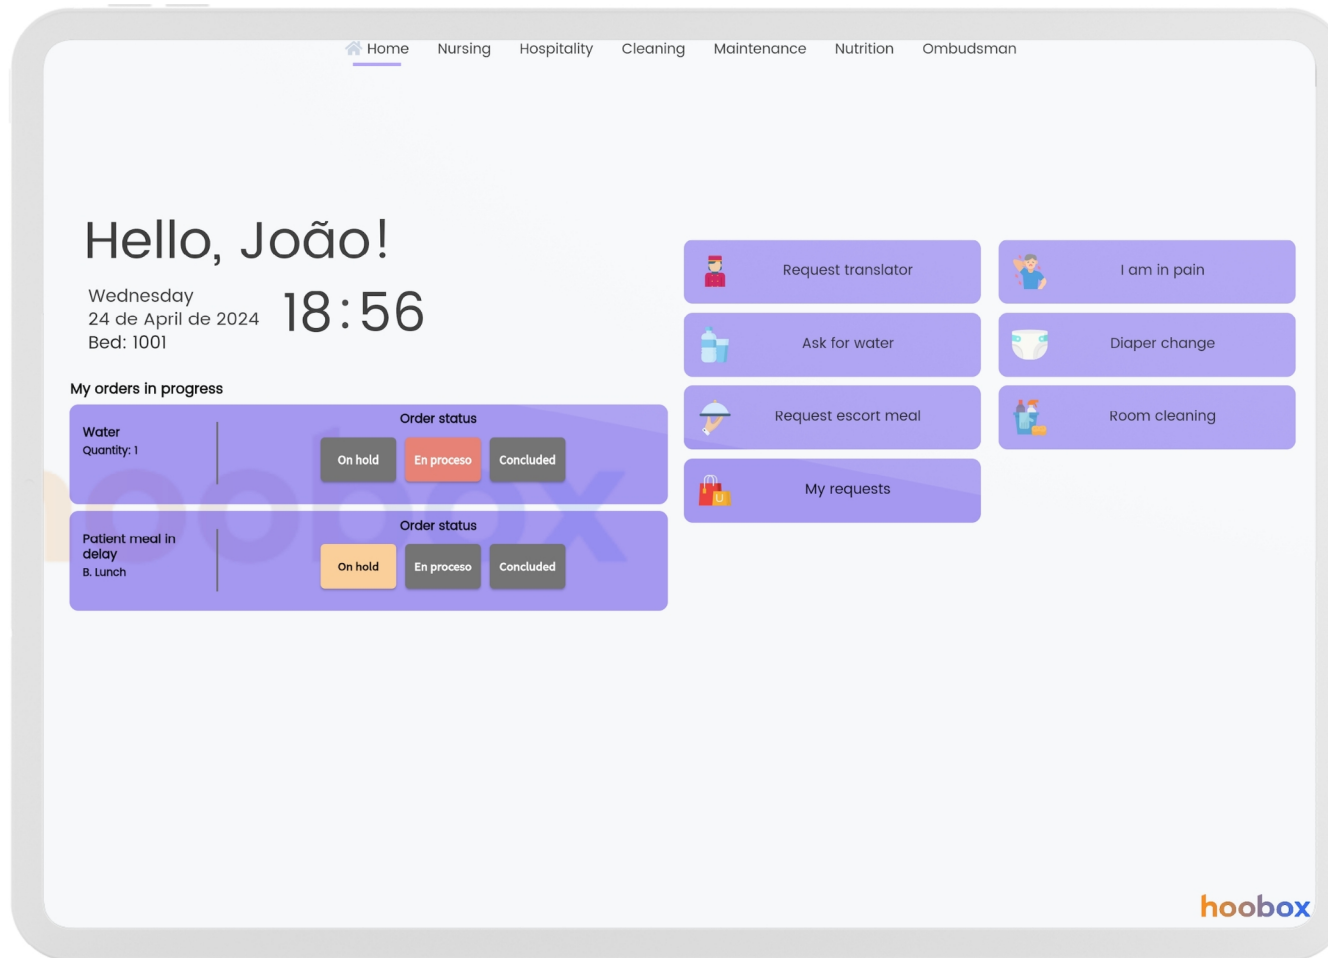 Home Nursing Hospitality Cleaning Maintenance Nutrition Ombudsman
Hello, João!
Wednesday
24 de April de 2024
Bed: 1001
18:56
My orders in progress
Water
Quantity: 1
Order status
On hold En proceso Concluded
Patient meal in
delay
B. Lunch
Order status
On hold En proceso Concluded
Request translator
I am in pain
Ask for water
Diaper change
Request escort meal
Room cleaning
My requests
hoobox
hoobox